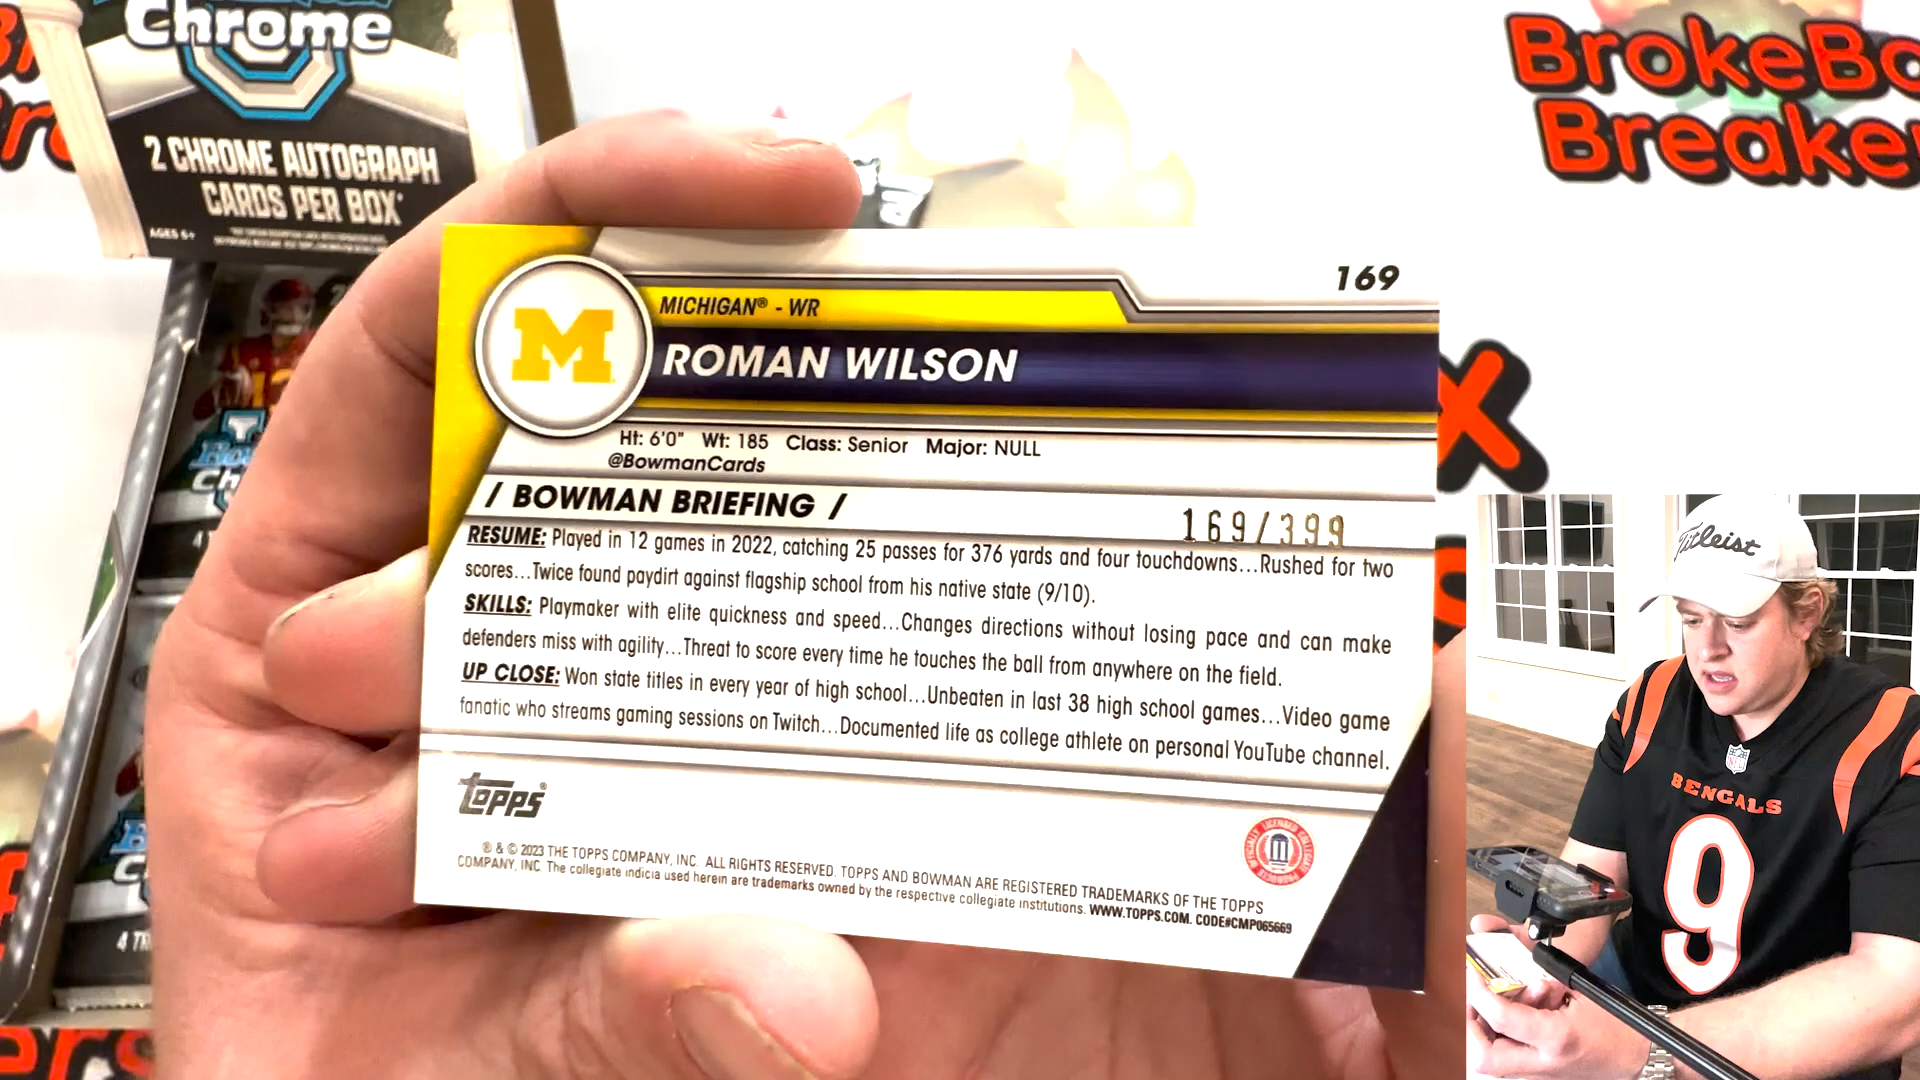 Chrome
2 CHROME AUTOGRAPH
CARDS PER BOX*
AGES 5+
BrokeBo
Breake
169
M
MICHIGAN® - WR
ROMAN WILSON
Ht: 6'0" Wt: 185 Class: Senior Major: NULL
@BowmanCards
/ BOWMAN BRIEFING /
169/399
RESUME: Played in 12 games in 2022, catching 25 passes for 376 yards and four touchdowns...Rushed for two
scores...Twice found paydirt against flagship school from his native state (9/10).
SKILLS: Playmaker with elite quickness and speed...Changes directions without losing pace and can make
defenders miss with agility...Threat to score every time he touches the ball from anywhere on the field.
UP CLOSE: Won state titles in every year of high school...Unbeaten in last 38 high school games...Video game
fanatic who streams gaming sessions on Twitch...Documented life as college athlete on personal YouTube channel.
topps®
® & © 2023 THE TOPPS COMPANY, INC. ALL RIGHTS RESERVED. TOPPS AND BOWMAN ARE REGISTERED TRADEMARKS OF THE TOPPS
COMPANY, INC. The collegiate indicia used herein are trademarks owned by the respective collegiate institutions. WWW.TOPPS.COM. CODE#CMP065669
OFFICIALLY LICENSED COLLEGIATE PRODUCTS
x
Titleist
NFL
BENGALS
9
ers